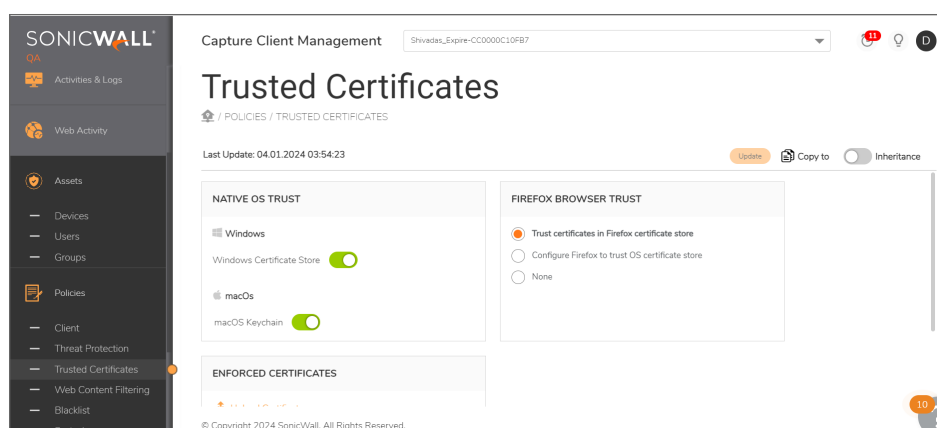 SONICWALL
QA
Activities & Logs
Web Activity
Assets
Devices
Users
Groups
Policies
Client
Threat Protection
Trusted Certificates
Web Content Filtering
Blacklist
Capture Client Management
Shivadas_Expire-CC0000C10FB7
11
D
Trusted Certificates
/ POLICIES / TRUSTED CERTIFICATES
Last Update: 04.01.2024 03:54:23
Update
Copy to
Inheritance
NATIVE OS TRUST
Windows
Windows Certificate Store
macOs
macOS Keychain
FIREFOX BROWSER TRUST
Trust certificates in Firefox certificate store
Configure Firefox to trust OS certificate store
None
ENFORCED CERTIFICATES
10
© Copyright 2024 SonicWall. All Rights Reserved.